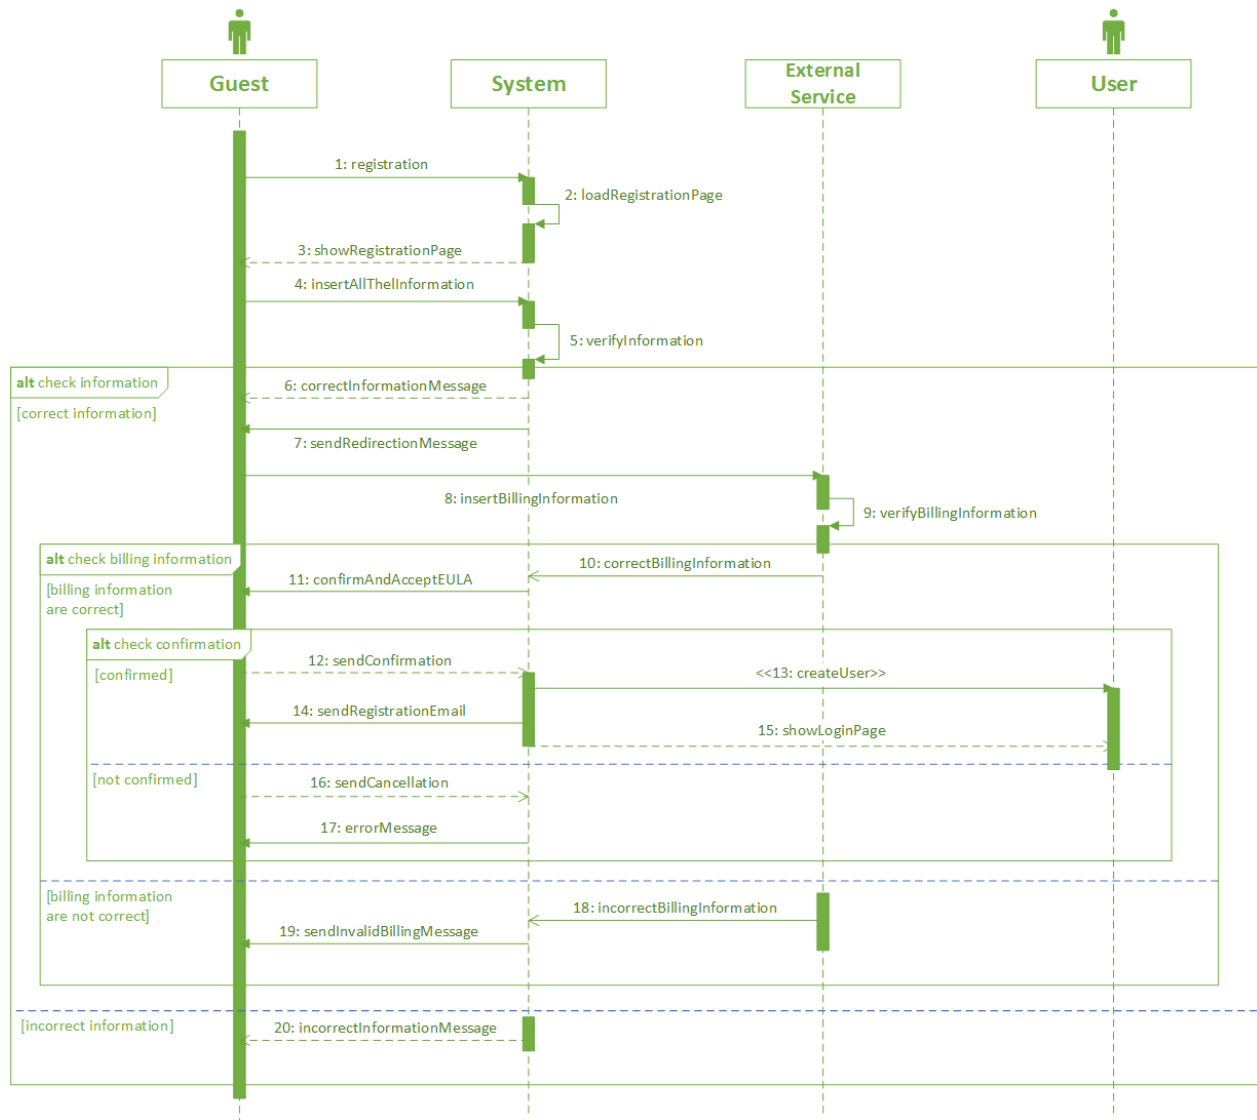 Guest
System
External
Service
User
1: registration
2: loadRegistrationPage
3: showRegistrationPage
4: insertAllTheInformation
5: verifyInformation
alt check information
6: correctInformationMessage
[correct information]
7: sendRedirectionMessage
8: insertBillingInformation
9: verifyBillingInformation
alt check billing information
10: correctBillingInformation
11: confirmAndAcceptEULA
[billing information
are correct]
alt check confirmation
12: sendConfirmation
[confirmed]
<<13: createUser>>
14: sendRegistrationEmail
15: showLoginPage
[not confirmed]
16: sendCancellation
17: errorMessage
[billing information
are not correct]
18: incorrectBillingInformation
19: sendInvalidBillingMessage
[incorrect information]
20: incorrectInformationMessage